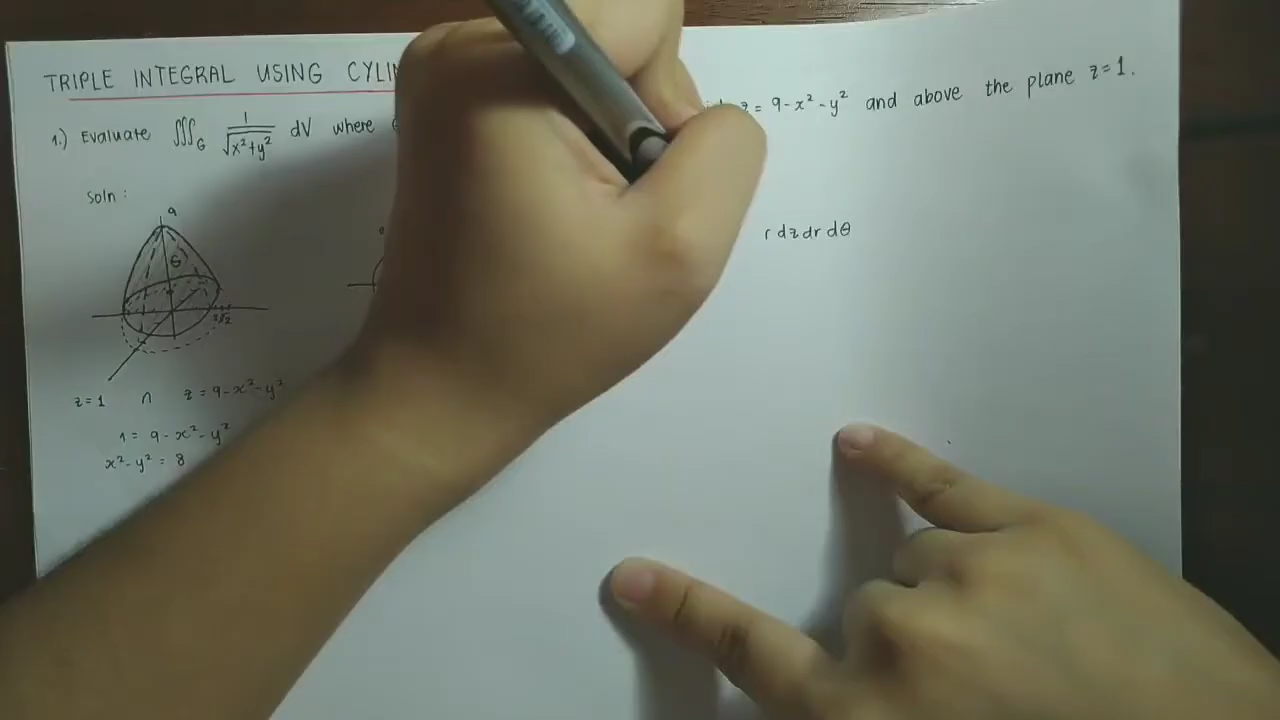 TRIPLE INTEGRAL USING
1.) Evaluate ∭G 1/√(x²+y²) dV where z = 9-x²-y² and above the plane z=1.
Soln :
9
G
2√2
r dz dr dθ
z=1 ∩ z = 9-x²-y²
1 = 9-x²-y²
x²-y² = 8